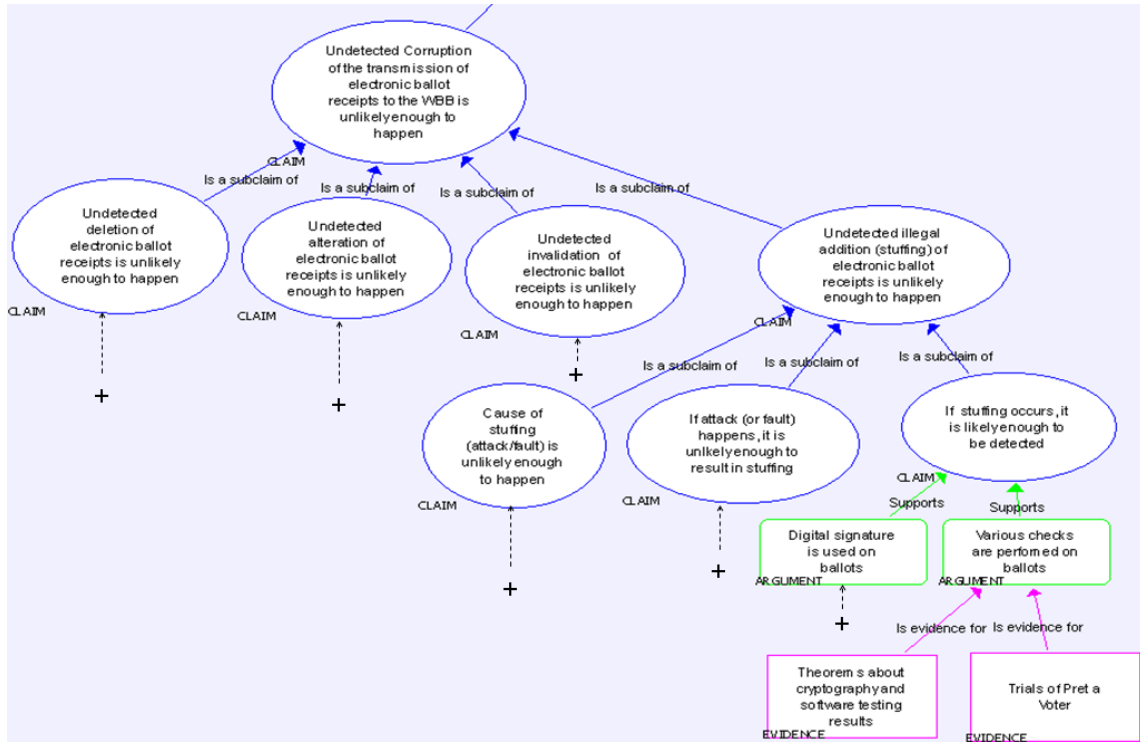 Undetected Corruption
of the transmission of
electronic ballot
receipts to the WBB is
unlikely enough to
happen
CLAIM
Is a subclaim of
Is a subclaim of
Is a subclaim of
Is a subclaim of
Undetected
deletion of
electronic ballot
receipts is unlikely
enough to happen
CLAIM
Undetected
alteration of
electronic ballot
receipts is unlikely
enough to happen
CLAIM
Undetected
invalidation of
electronic ballot
receipts is unlikely
enough to happen
CLAIM
Undetected illegal
addition (stuffing) of
electronic ballot
receipts is unlikely
enough to happen
CLAIM
+
+
+
Is a subclaim of
Is a subclaim of
Is a subclaim of
Cause of
stuffing
(attack/fault) is
unlikely enough
to happen
CLAIM
If attack (or fault)
happens, it is
unlikely enough to
result in stuffing
CLAIM
If stuffing occurs, it
is likely enough to
be detected
CLAIM
Supports
Supports
+
+
Digital signature
is used on
ballots
ARGUMENT
Various checks
are performed on
ballots
ARGUMENT
+
Is evidence for
Is evidence for
Theorems about
cryptography and
software testing
results
EVIDENCE
Trials of Pret a
Voter
EVIDENCE